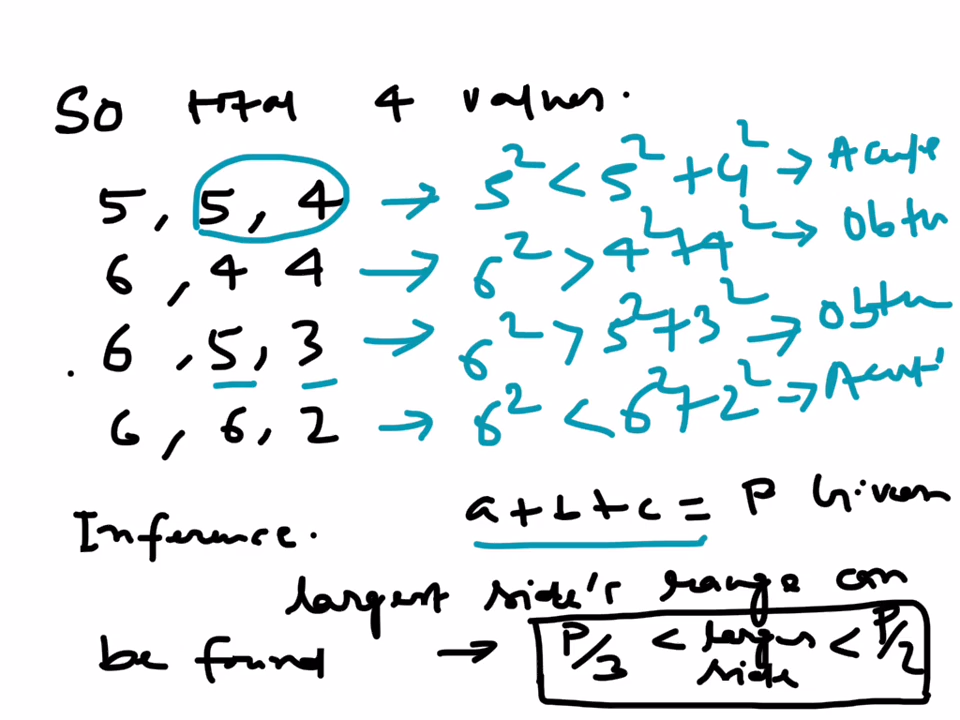 So total 4 values.
5, 5, 4 → 5² < 5² + 4² → Acute
6, 4 4 → 6² > 4² + 4² → Obtu
6, 5, 3 → 6² > 5² + 3² → Obtu
6, 6, 2 → 6² < 6² + 2² → Acut'
Inference. a + b + c = P Given
largest side's range can
be found → P/3 < largest side < P/2